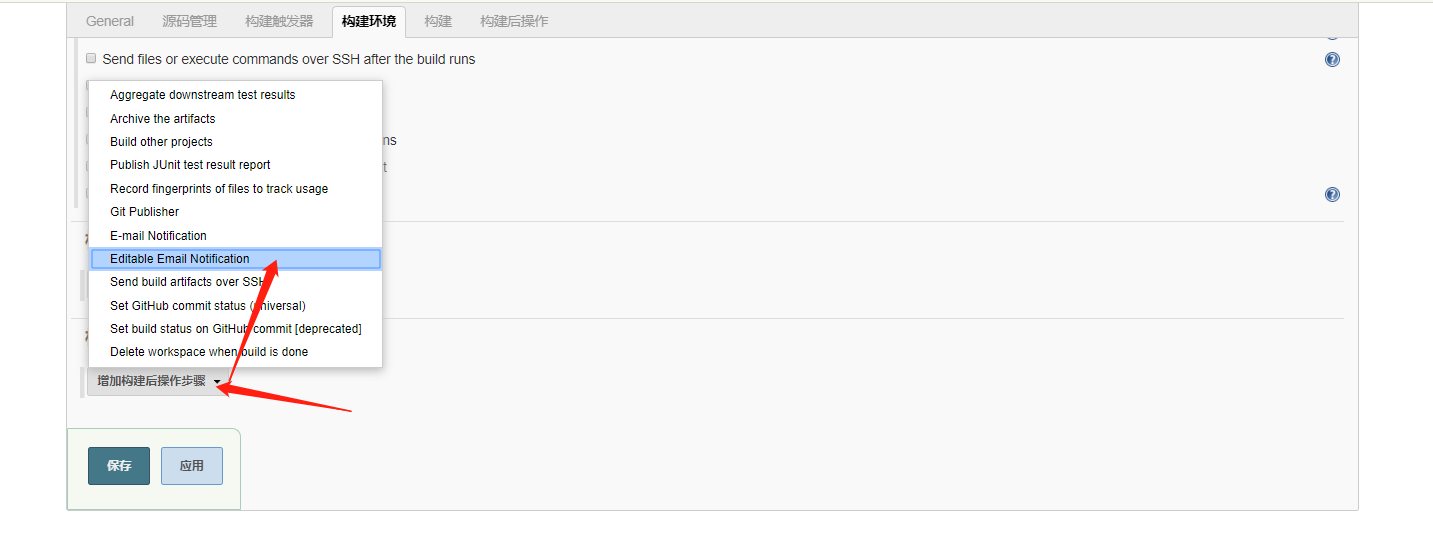 General 源码管理 构建触发器 构建环境 构建 构建后操作
Send files or execute commands over SSH after the build runs
Aggregate downstream test results
Archive the artifacts
Build other projects
Publish JUnit test result report
Record fingerprints of files to track usage
Git Publisher
E-mail Notification
Editable Email Notification
Send build artifacts over SSH
Set GitHub commit status (universal)
Set build status on GitHub commit [deprecated]
Delete workspace when build is done
增加构建后操作步骤
保存 应用